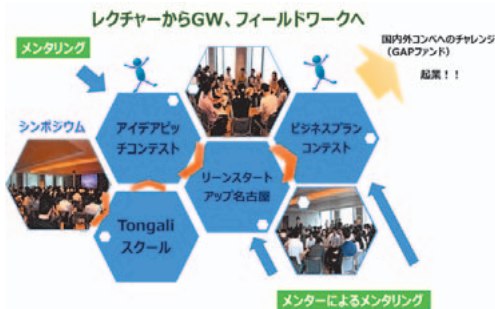 レクチャーからGW、フィールドワークへ
メンタリング
国内外コンペへのチャレンジ
(GAPファンド)
起業!!
シンポジウム
アイデアピッ
チコンテスト
ビジネスプラン
コンテスト
リーンスタート
アップ名古屋
Tongali
スクール
メンターによるメンタリング